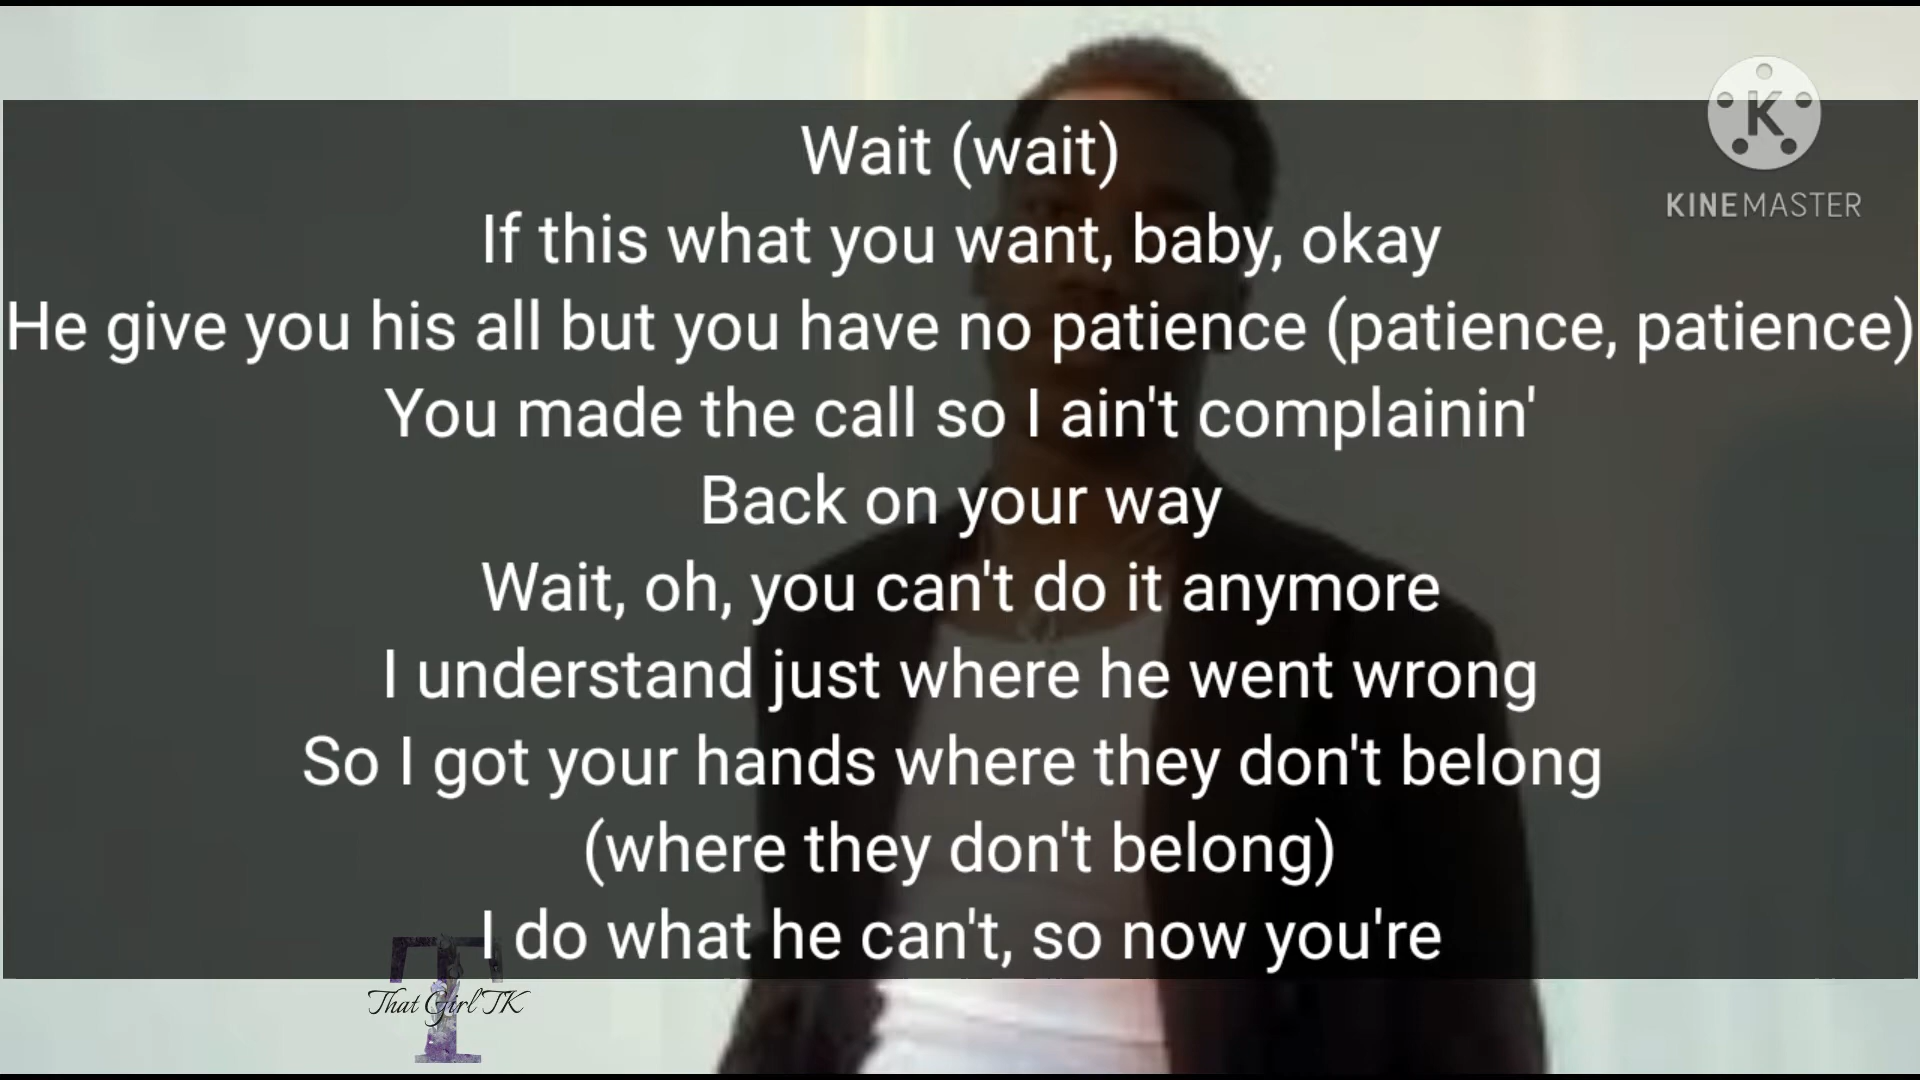 Wait (wait)
If this what you want, baby, okay
He give you his all but you have no patience (patience, patience)
You made the call so I ain't complainin'
Back on your way
Wait, oh, you can't do it anymore
I understand just where he went wrong
So I got your hands where they don't belong
(where they don't belong)
I do what he can't, so now you're
K
KINEMASTER
T
That Girl TK